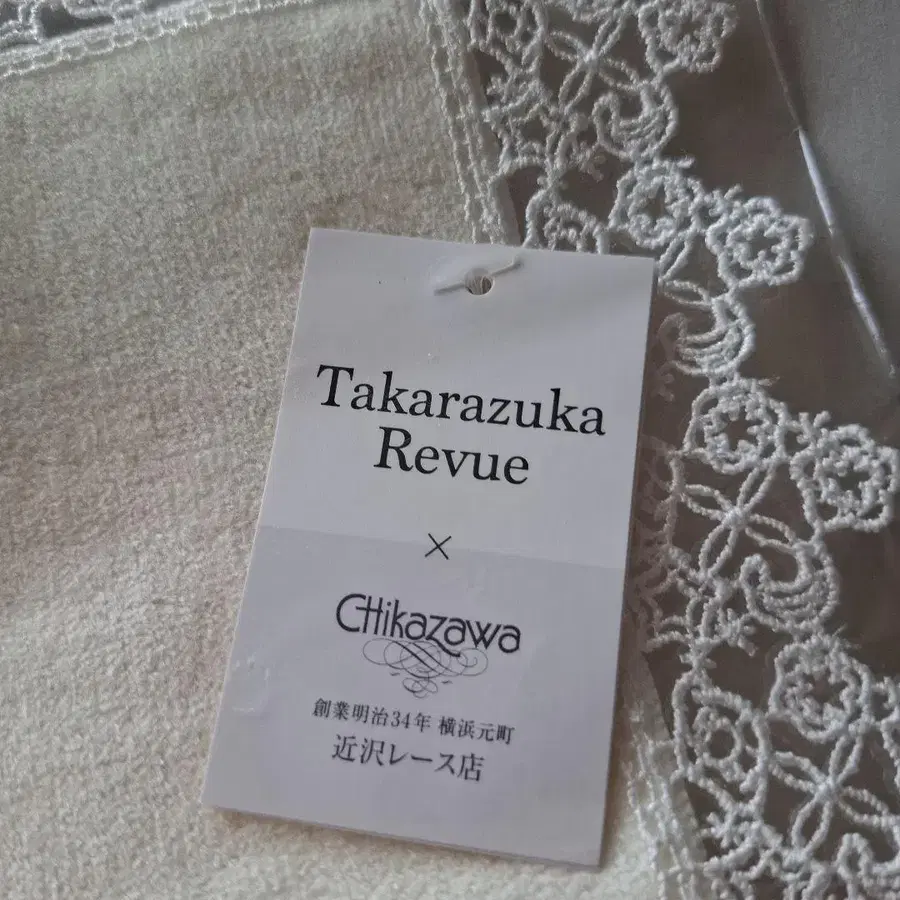 Takarazuka
Revue
×
CHikazawa
創業明治34年 横浜元町
近沢レース店